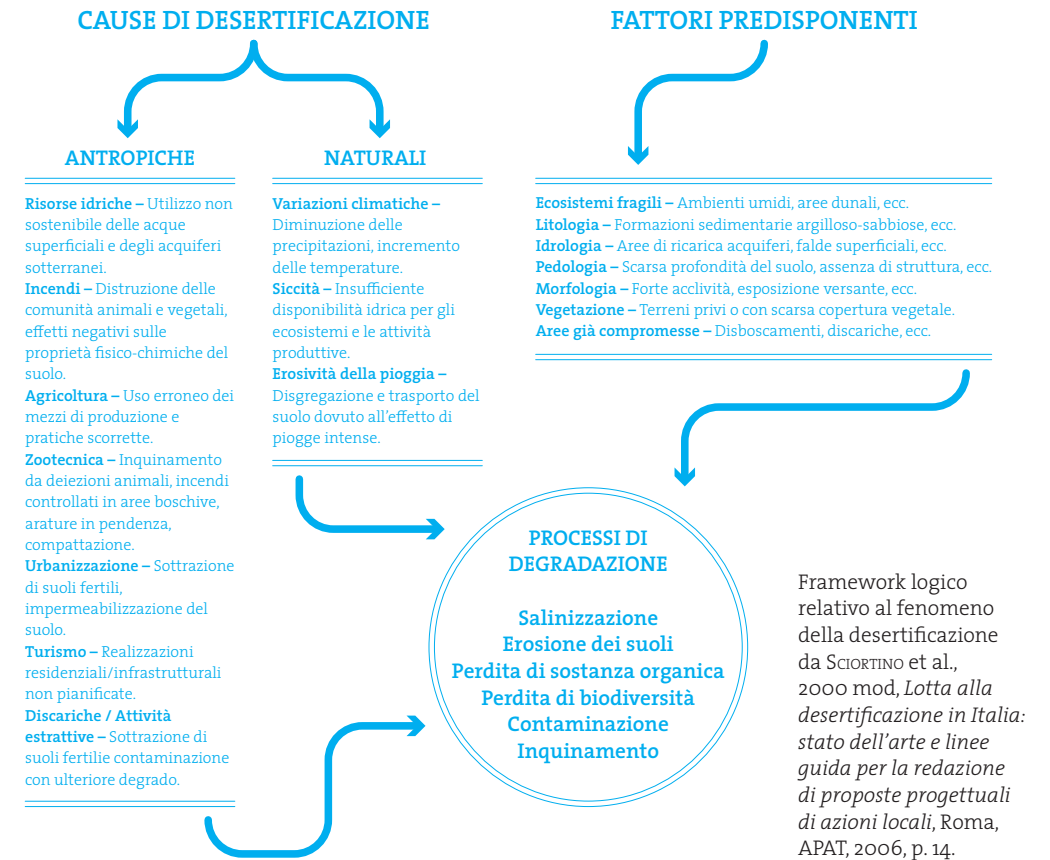 CAUSE DI DESERTIFICAZIONE
FATTORI PREDISPONENTI
ANTROPICHE
Risorse idriche – Utilizzo non
sostenibile delle acque
superficiali e degli acquiferi
sotterranei.
Incendi – Distruzione delle
comunità animali e vegetali,
effetti negativi sulle
proprietà fisico-chimiche del
suolo.
Agricoltura – Uso erroneo dei
mezzi di produzione e
pratiche scorrette.
Zootecnica – Inquinamento
da deiezioni animali, incendi
controllati in aree boschive,
arature in pendenza,
compattazione.
Urbanizzazione – Sottrazione
di suoli fertili,
impermeabilizzazione del
suolo.
Turismo – Realizzazioni
residenziali/infrastrutturali
non pianificate.
Discariche / Attività
estrattive – Sottrazione di
suoli fertilie contaminazione
con ulteriore degrado.
NATURALI
Variazioni climatiche –
Diminuzione delle
precipitazioni, incremento
delle temperature.
Siccità – Insufficiente
disponibilità idrica per gli
ecosistemi e le attività
produttive.
Erosività della pioggia –
Disgregazione e trasporto del
suolo dovuto all'effetto di
piogge intense.
Ecosistemi fragili – Ambienti umidi, aree dunali, ecc.
Litologia – Formazioni sedimentarie argilloso-sabbiose, ecc.
Idrologia – Aree di ricarica acquiferi, falde superficiali, ecc.
Pedologia – Scarsa profondità del suolo, assenza di struttura, ecc.
Morfologia – Forte acclività, esposizione versante, ecc.
Vegetazione – Terreni privi o con scarsa copertura vegetale.
Aree già compromesse – Disboscamenti, discariche, ecc.
PROCESSI DI
DEGRADAZIONE
Salinizzazione
Erosione dei suoli
Perdita di sostanza organica
Perdita di biodiversità
Contaminazione
Inquinamento
Framework logico
relativo al fenomeno
della desertificazione
da Sciortino et al.,
2000 mod, Lotta alla
desertificazione in Italia:
stato dell'arte e linee
guida per la redazione
di proposte progettuali
di azioni locali, Roma,
APAT, 2006, p. 14.